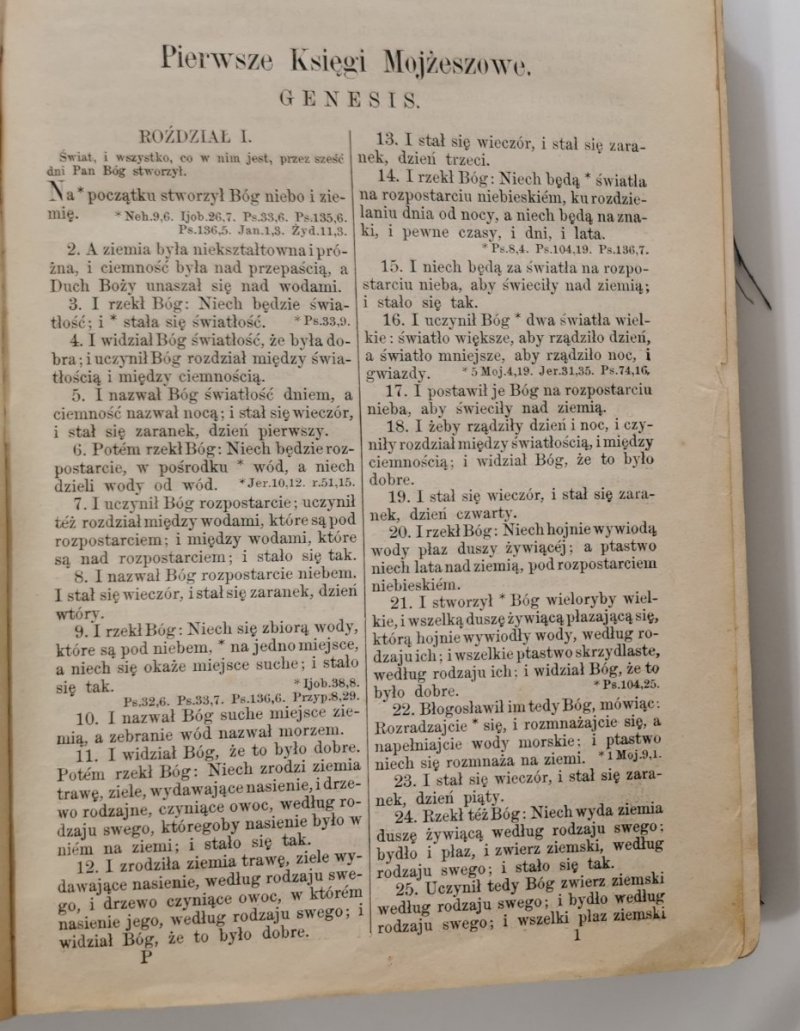 Pierwsze Księgi Mojżeszowe.
GENESIS.
ROŹDZIAŁ I.
Świat, i wszystko, co w nim jest, przez sześć
dni Pan Bóg stworzył.
Na * początku stworzył Bóg niebo i zie-
mię. * Neh.9,6. Ijob.26,7. Ps.33,6. Ps.135,6.
Ps.136,5. Jan.1,3. Żyd.11,3.
2. A ziemia była niekształtowna i pró-
żna, i ciemność była nad przepaścią, a
Duch Boży unaszał się nad wodami.
3. I rzekł Bóg: Niech będzie świa-
tłość; i * stała się światłość. * Ps.33,9.
4. I widział Bóg światłość, że była do-
bra; i uczynił Bóg rozdział między świa-
tłością i między ciemnością.
5. I nazwał Bóg światłość dniem, a
ciemność nazwał nocą; i stał się wieczór,
i stał się zaranek, dzień pierwszy.
6. Potém rzekł Bóg: Niech będzie roz-
postarcie, w pośrodku * wód, a niech
dzieli wody od wód. * Jer.10,12. r.51,15.
7. I uczynił Bóg rozpostarcie; uczynił
téż rozdział między wodami, które są pod
rozpostarciem; i między wodami, które
są nad rozpostarciem; i stało się tak.
8. I nazwał Bóg rozpostarcie niebem.
I stał się wieczór, i stał się zaranek, dzień
wtóry.
9. I rzekł Bóg: Niech się zbiorą wody,
które są pod niebem, * na jedno miejsce,
a niech się okaże miejsce suche; i stało
się tak. * Ijob.38,8.
Ps.32,6. Ps.33,7. Ps.136,6. Przyp.8,29.
10. I nazwał Bóg suche miejsce zie-
mią, a zebranie wód nazwał morzem.
11. I widział Bóg, że to było dobre.
Potém rzekł Bóg: Niech zrodzi ziemia
trawę, ziele, wydawające nasienie, i drze-
wo rodzajne, czyniące owoc, według ro-
dzaju swego, któregoby nasienie było w
niém na ziemi; i stało się tak.
12. I zrodziła ziemia trawę, ziele wy-
dawające nasienie, według rodzaju swe-
go, i drzewo czyniące owoc, w którém
nasienie jego, według rodzaju swego; i
widział Bóg, że to było dobre.
P
13. I stał się wieczór, i stał się zara-
nek, dzień trzeci.
14. I rzekł Bóg: Niech będą * światła
na rozpostarciu niebieskiém, ku rozdzie-
laniu dnia od nocy, a niech będą na zna-
ki, i pewne czasy, i dni, i lata.
* Ps.8,4. Ps.104,19. Ps.136,7.
15. I niech będą za światła na rozpo-
starciu nieba, aby świeciły nad ziemią;
i stało się tak.
16. I uczynił Bóg * dwa światła wiel-
kie: światło większe, aby rządziło dzień,
a światło mniejsze, aby rządziło noc, i
gwiazdy. * 5 Moj.4,19. Jer.31,35. Ps.74,16.
17. I postawił je Bóg na rozpostarciu
nieba, aby świeciły nad ziemią.
18. I żeby rządziły dzień i noc, i czy-
niły rozdział między światłością, i między
ciemnością; i widział Bóg, że to było
dobre.
19. I stał się wieczór, i stał się zara-
nek, dzień czwarty.
20. I rzekł Bóg: Niech hojnie wywiodą
wody płaz duszy żywiącéj; a ptastwo
niech lata nad ziemią, pod rozpostarciem
niebieskiém.
21. I stworzył * Bóg wieloryby wiel-
kie, i wszelką duszę żywiącą płazającą się,
którą hojnie wywiodły wody, według ro-
dzaju ich; i wszelkie ptastwo skrzydlaste,
według rodzaju ich; i widział Bóg, że to
było dobre. * Ps.104,25.
22. I Błogosławił im tedy Bóg, mówiąc:
Rozradzajcie * się, i rozmnażajcie się, a
napełniajcie wody morskie; i ptastwo
niech się rozmnaża na ziemi. * 1 Moj.9,1.
23. I stał się wieczór, i stał się zara-
nek, dzień piąty.
24. Rzekł téż Bóg: Niech wyda ziemia
duszę żywiącą według rodzaju swego;
bydło i płaz, i zwierz ziemski, według
rodzaju swego; i stało się tak.
25. Uczynił tedy Bóg zwierz ziemski
według rodzaju swego; i bydło według
rodzaju swego; i wszelki płaz ziemski
1